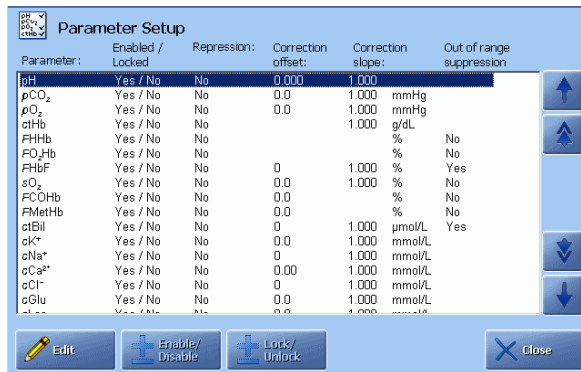 pH
pCO₂
pO₂
ctHb
Parameter Setup
Parameter: Enabled / Locked Repression: Correction offset: Correction slope: Out of range suppression
pH Yes / No No 0.000 1.000
pCO₂ Yes / No No 0.0 1.000 mmHg
pO₂ Yes / No No 0.0 1.000 mmHg
ctHb Yes / No No 1.000 g/dL
FHHb Yes / No No % No
FO₂Hb Yes / No No % No
FHbF Yes / No No 0 1.000 % Yes
sO₂ Yes / No No 0.0 1.000 % No
FCOHb Yes / No No 0.0 % No
FMetHb Yes / No No 0.0 % No
ctBil Yes / No No 0 1.000 µmol/L Yes
cK⁺ Yes / No No 0.0 1.000 mmol/L
cNa⁺ Yes / No No 0 1.000 mmol/L
cCa²⁺ Yes / No No 0.00 1.000 mmol/L
cCl⁻ Yes / No No 0 1.000 mmol/L
cGlu Yes / No No 0.0 1.000 mmol/L
Edit
Enable/
Disable
Lock/
Unlock
Close